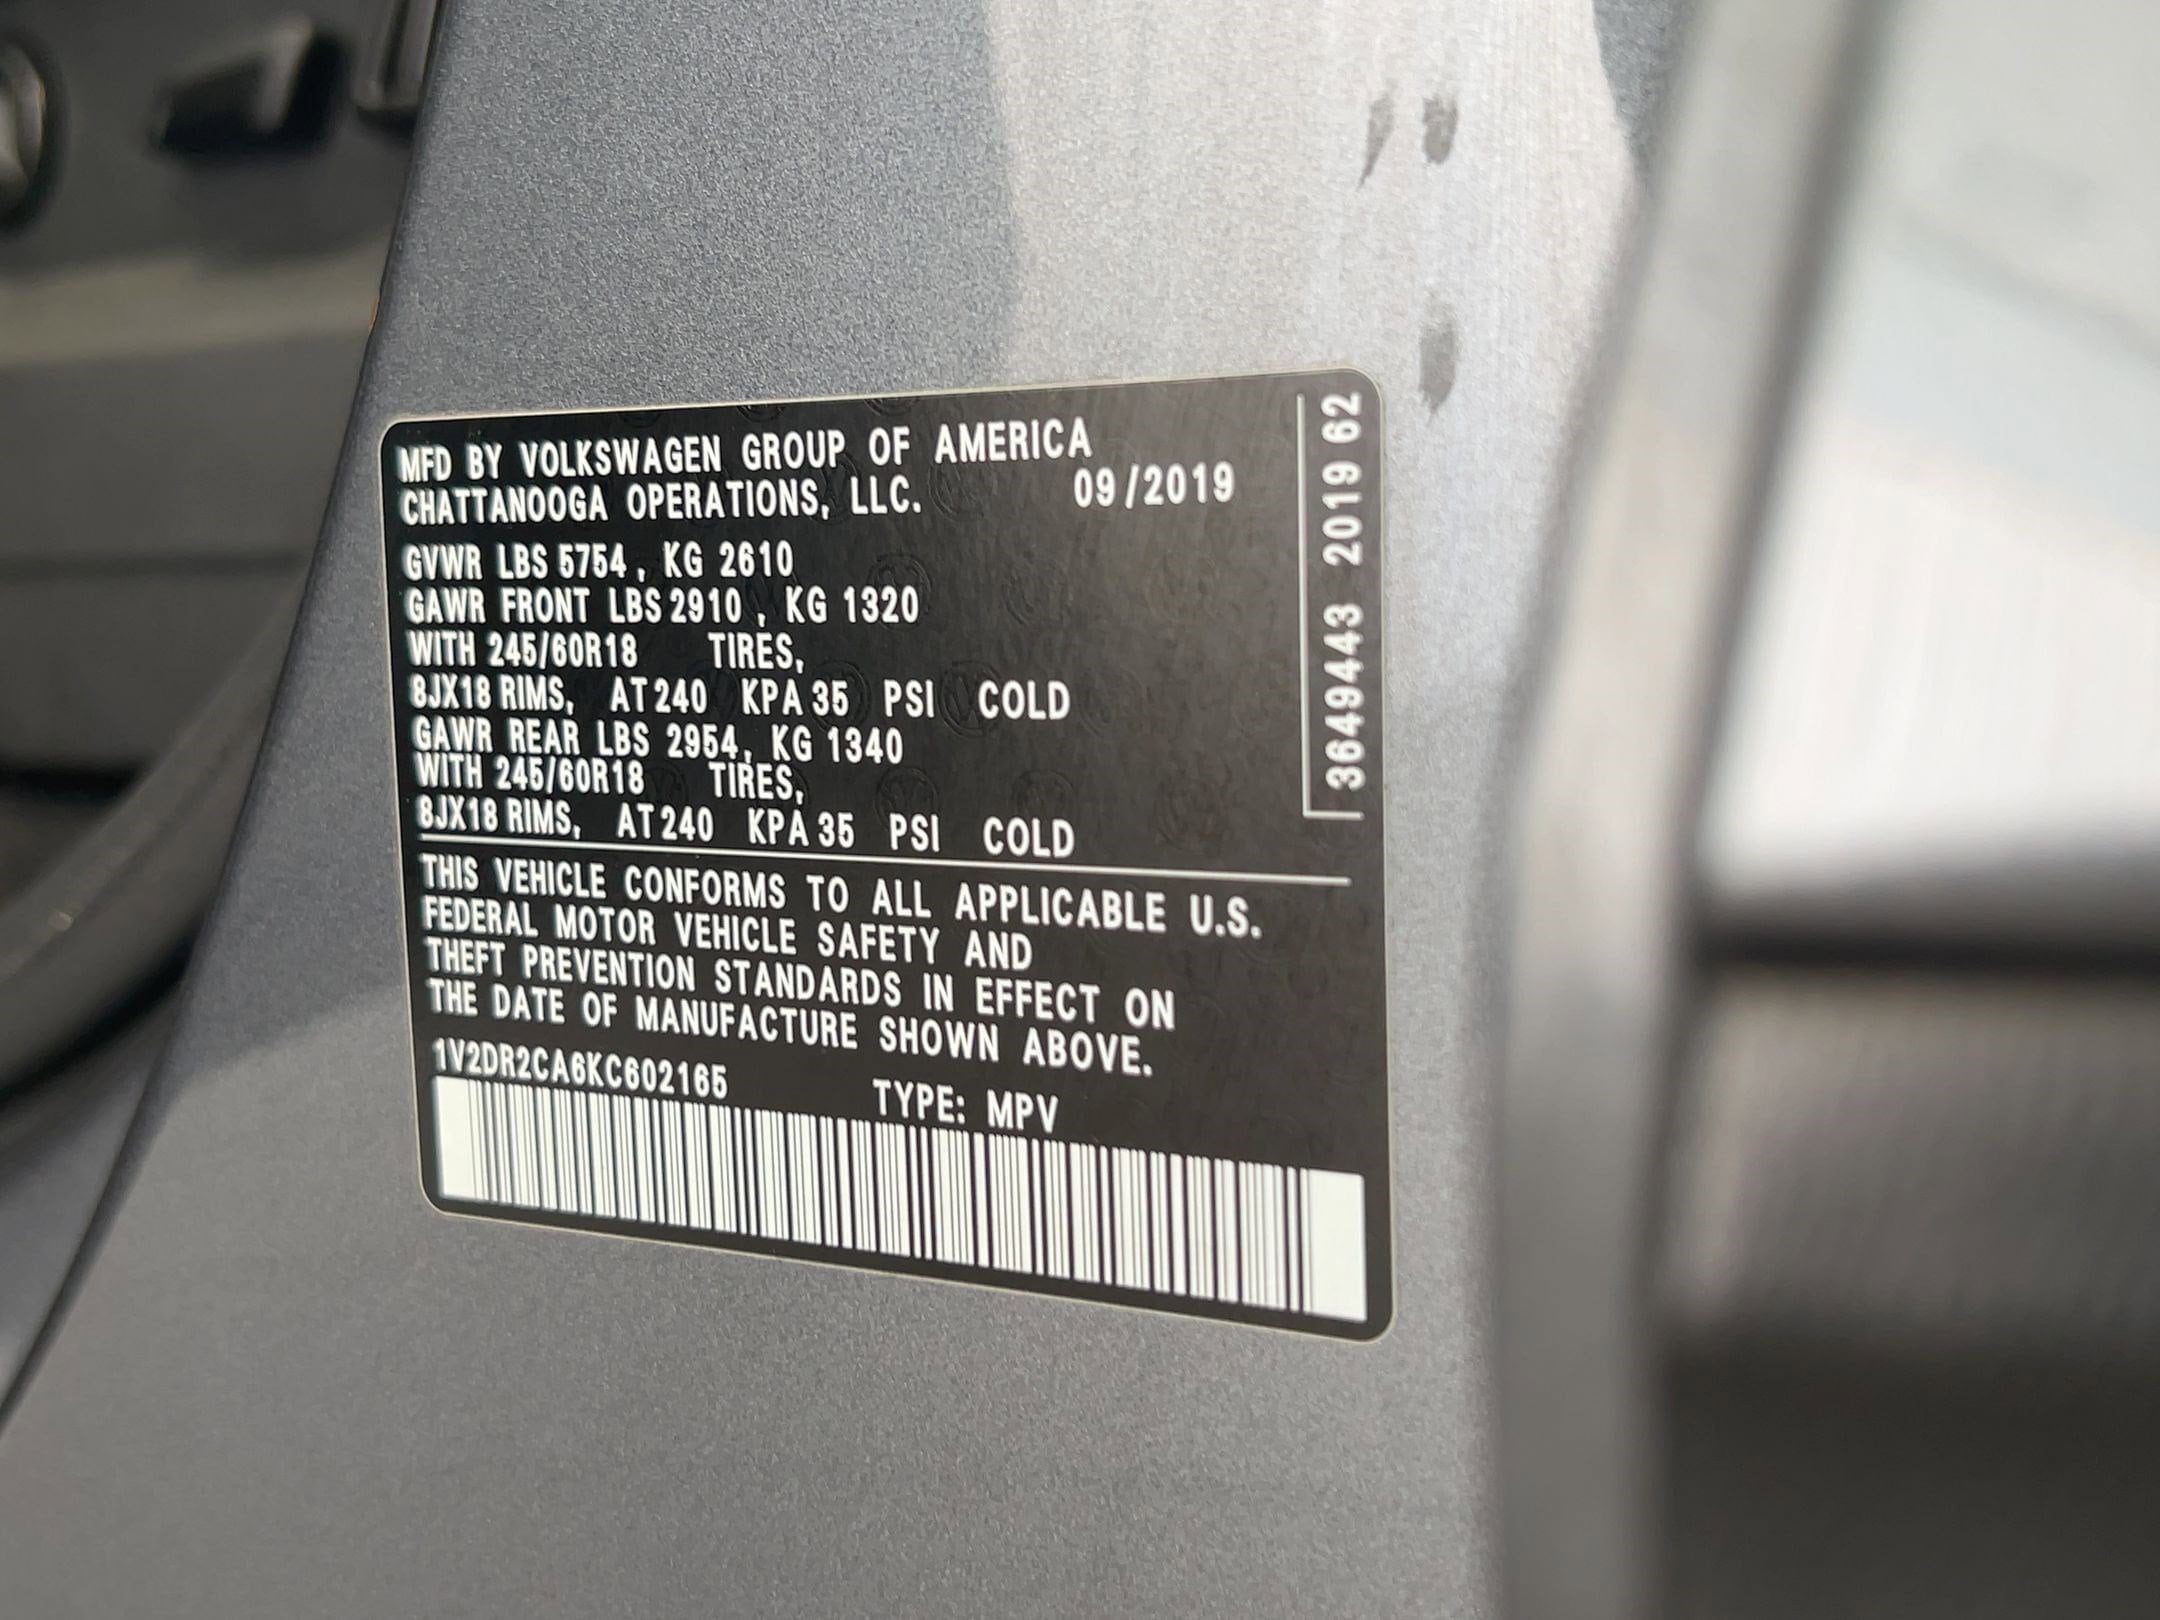 MFD BY VOLKSWAGEN GROUP OF AMERICA
CHATTANOOGA OPERATIONS, LLC. 09/2019
GVWR LBS 5754, KG 2610
GAWR FRONT LBS 2910, KG 1320
WITH 245/60R18 TIRES,
8JX18 RIMS, AT 240 KPA 35 PSI COLD
GAWR REAR LBS 2954, KG 1340
WITH 245/60R18 TIRES,
8JX18 RIMS, AT 240 KPA 35 PSI COLD
THIS VEHICLE CONFORMS TO ALL APPLICABLE U.S.
FEDERAL MOTOR VEHICLE SAFETY AND
THEFT PREVENTION STANDARDS IN EFFECT ON
THE DATE OF MANUFACTURE SHOWN ABOVE.
1V2DR2CA6KC602165 TYPE: MPV
3649443 2019 62